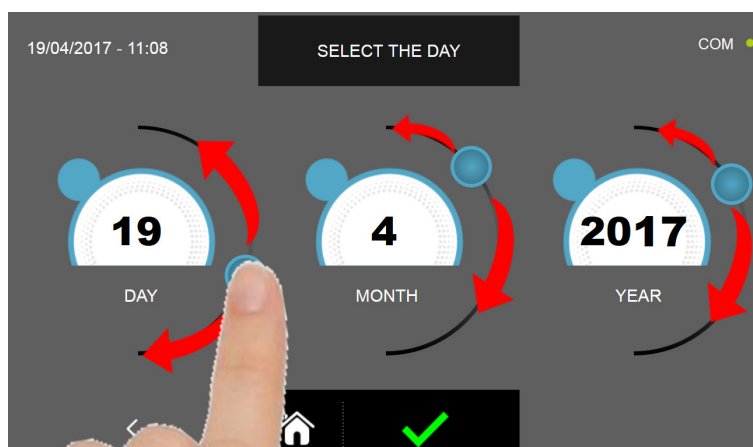 19/04/2017 - 11:08
SELECT THE DAY
COM
19
4
2017
DAY
MONTH
YEAR